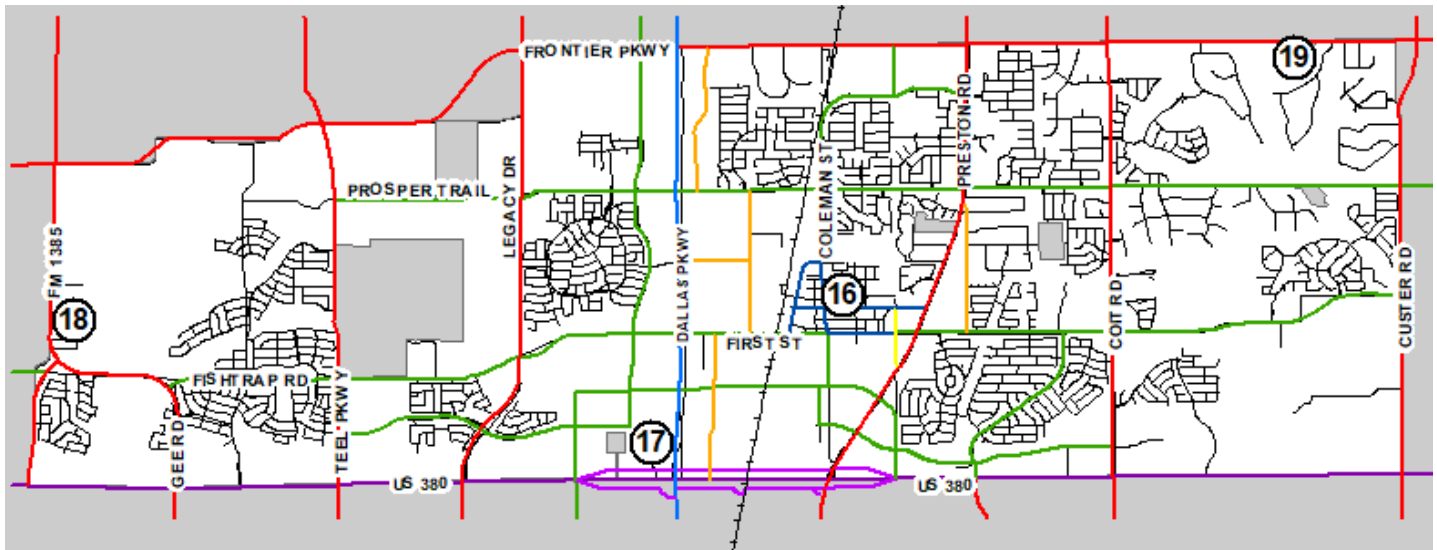 FRONTIER PKWY
19
PRESTON RD
COLEMAN ST
LEGACY DR
PROSPER TRAIL
FM 1385
DALLAS PKWY
COIT RD
CUSTER RD
18
16
FIRST ST
FISHTRAP RD
TEEL PKWY
GEE RD
17
US 380
US 380